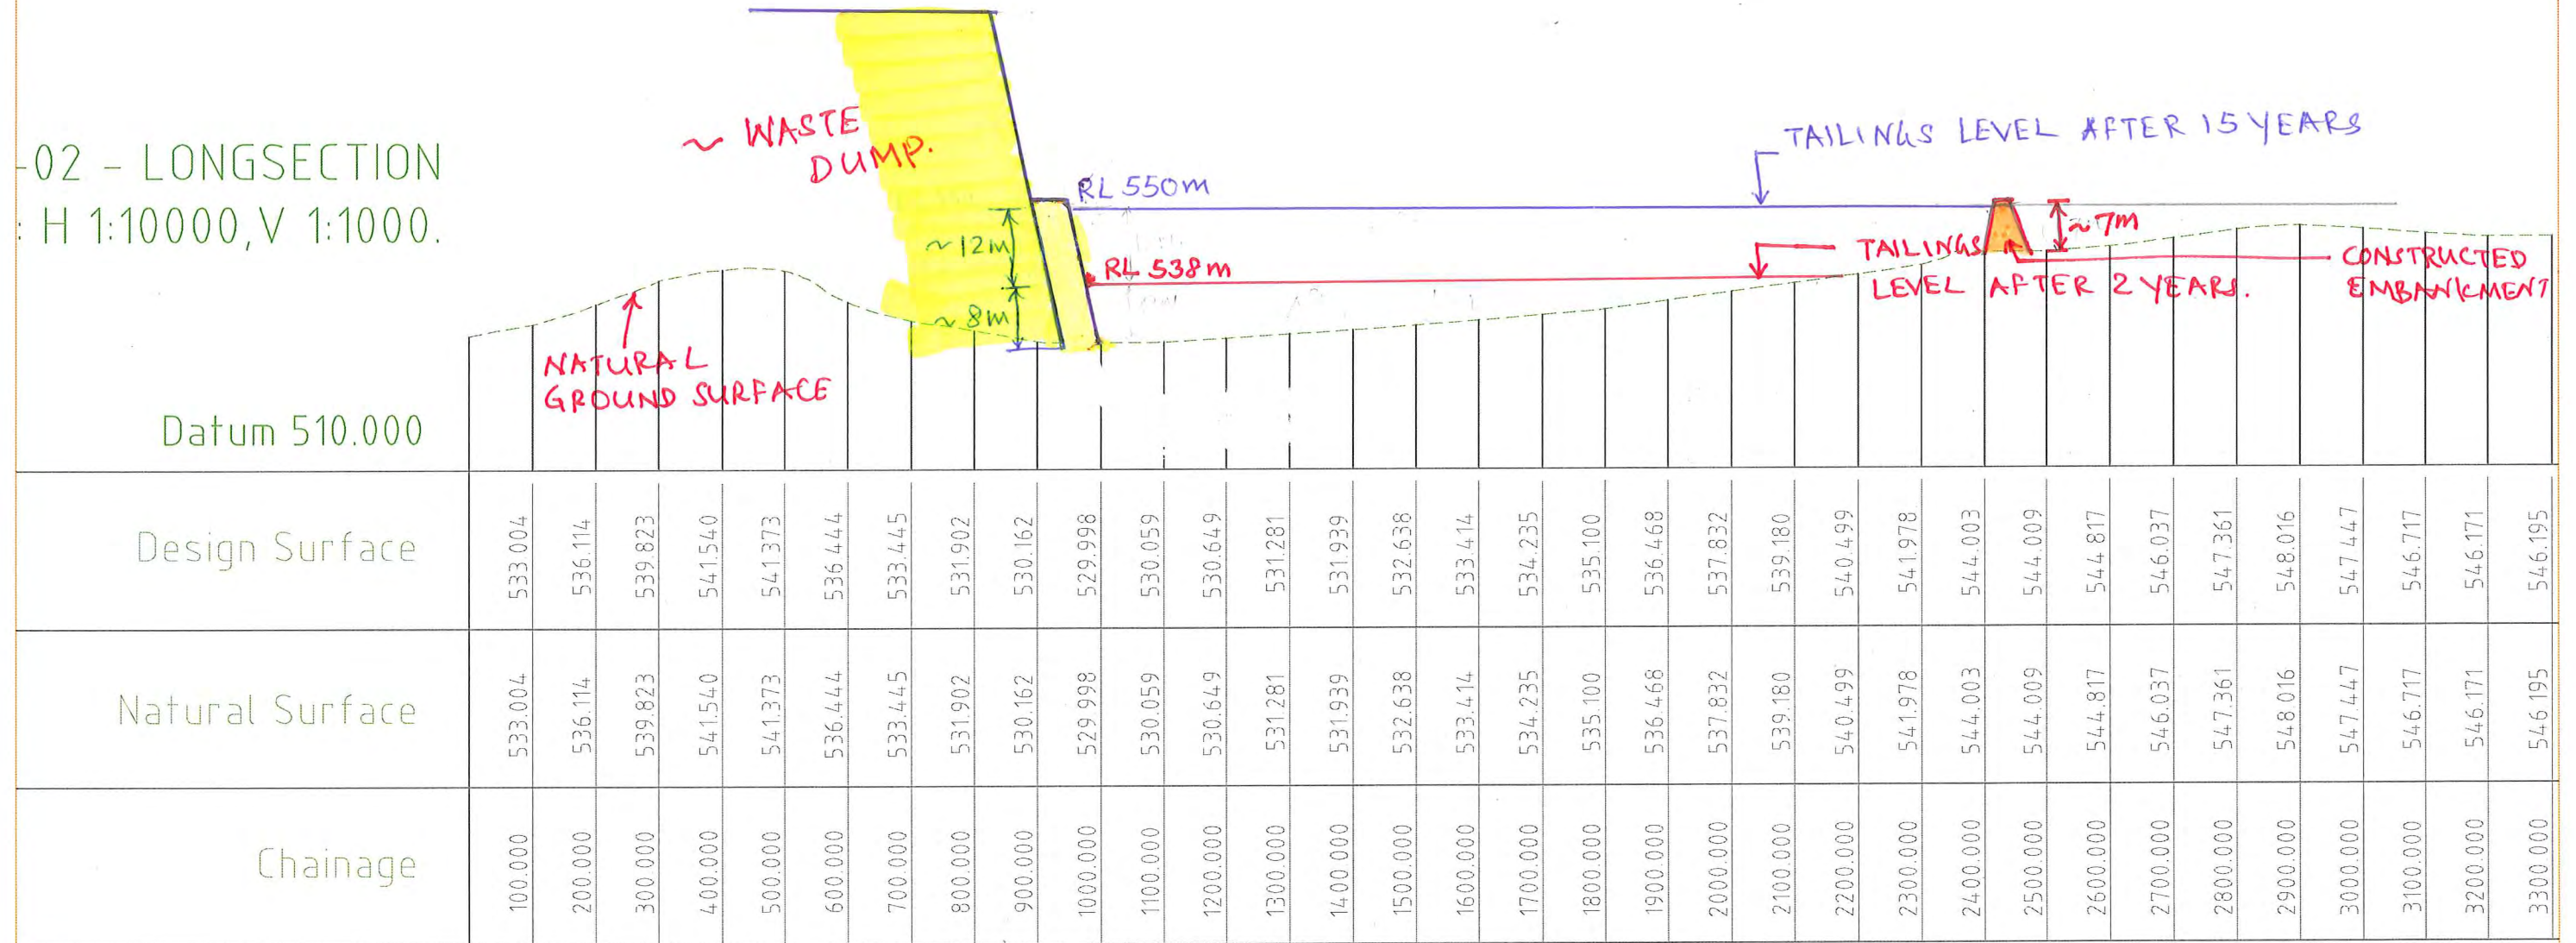 ~ WASTE
DUMP.
-02 - LONGSECTION
: H 1:10000,V 1:1000.
TAILINGS LEVEL AFTER 15 YEARS
RL 550m
~12m
RL 538m
~8m
~7m
TAILINGS
LEVEL AFTER 2 YEARS.
CONSTRUCTED
EMBANKMENT
NATURAL
GROUND SURFACE
Datum 510.000
Design Surface 533.004 536.114 539.823 541.540 541.373 536.444 533.445 531.902 530.162 529.998 530.059 530.649 531.281 531.939 532.638 533.414 534.235 535.100 536.468 537.832 539.180 540.499 541.978 544.003 544.009 544.817 546.037 547.361 548.016 547.447 546.717 546.171 546.195
Natural Surface 533.004 536.114 539.823 541.540 541.373 536.444 533.445 531.902 530.162 529.998 530.059 530.649 531.281 531.939 532.638 533.414 534.235 535.100 536.468 537.832 539.180 540.499 541.978 544.003 544.009 544.817 546.037 547.361 548.016 547.447 546.717 546.171 546.195
Chainage 100.000 200.000 300.000 400.000 500.000 600.000 700.000 800.000 900.000 1000.000 1100.000 1200.000 1300.000 1400.000 1500.000 1600.000 1700.000 1800.000 1900.000 2000.000 2100.000 2200.000 2300.000 2400.000 2500.000 2600.000 2700.000 2800.000 2900.000 3000.000 3100.000 3200.000 3300.000